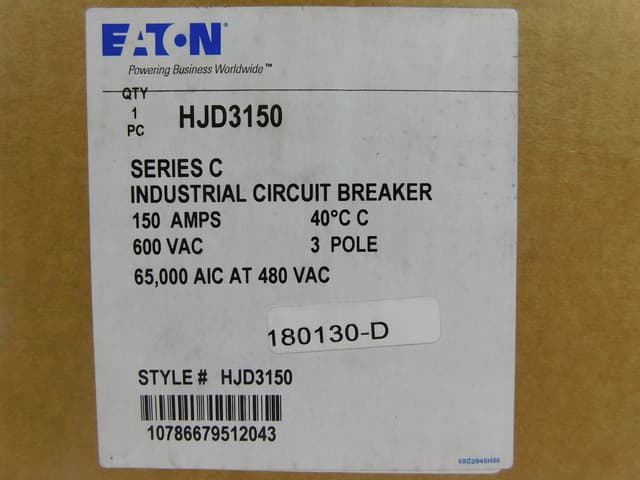 EATON
Powering Business Worldwide™
QTY
1
PC
HJD3150
SERIES C
INDUSTRIAL CIRCUIT BREAKER
150 AMPS 40°C C
600 VAC 3 POLE
65,000 AIC AT 480 VAC
180130-D
STYLE # HJD3150
10786679512043